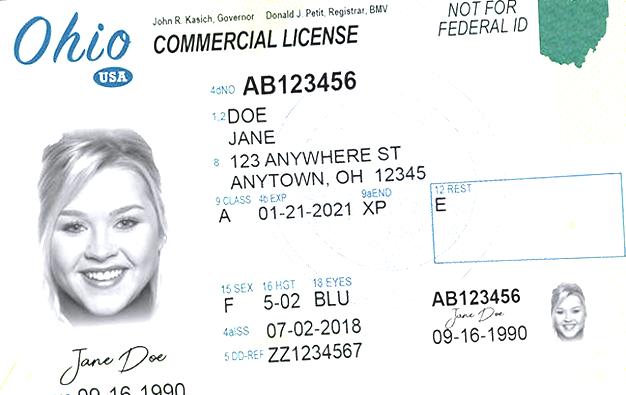 Ohio
USA
John R. Kasich, Governor Donald J. Petit, Registrar, BMV
COMMERCIAL LICENSE
NOT FOR
FEDERAL ID
4dNO AB123456
1,2 DOE
JANE
8 123 ANYWHERE ST
ANYTOWN, OH 12345
9 CLASS 4b EXP 9aEND
A 01-21-2021 XP
12 REST
E
15 SEX 16 HGT 18 EYES
F 5-02 BLU
4aISS 07-02-2018
5 DD-REF ZZ1234567
AB123456
Jane Doe
09-16-1990
Jane Doe
09-16-1990